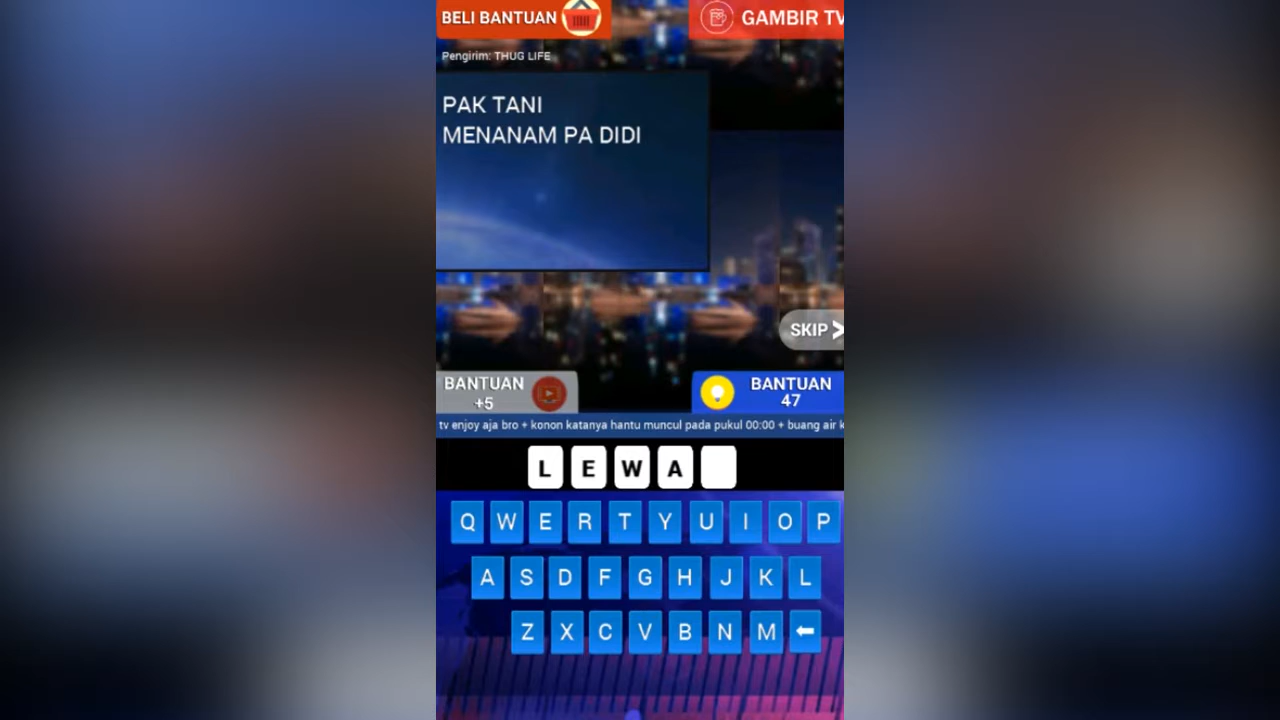 BELI BANTUAN
GAMBIR TV
Pengirim: THUG LIFE
PAK TANI
MENANAM PA DIDI
SKIP
BANTUAN
+5
BANTUAN
47
tv enjoy aja bro + konon katanya hantu muncul pada pukul 00:00 + buang air k
L E W A
Q W E R T Y U I O P
A S D F G H J K L
Z X C V B N M